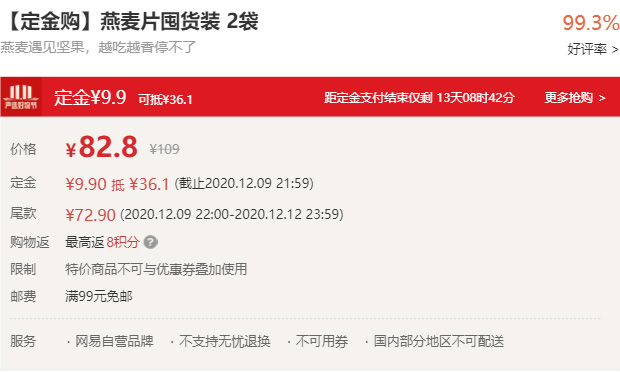 【定金购】燕麦片囤货装 2袋
99.3%
燕麦遇见坚果，越吃越香停不了
好评率 >
严选好货节 定金¥9.9 可抵¥36.1 距定金支付结束仅剩 13天08时42分 更多抢购 >
价格 ¥82.8 ¥109
定金 ¥9.90 抵 ¥36.1 (截止2020.12.09 21:59)
尾款 ¥72.90 (2020.12.09 22:00-2020.12.12 23:59)
购物返 最高返 8积分 ?
限制 特价商品不可与优惠券叠加使用
邮费 满99元免邮
服务 · 网易自营品牌 · 不支持无忧退换 · 不可用券 · 国内部分地区不可配送